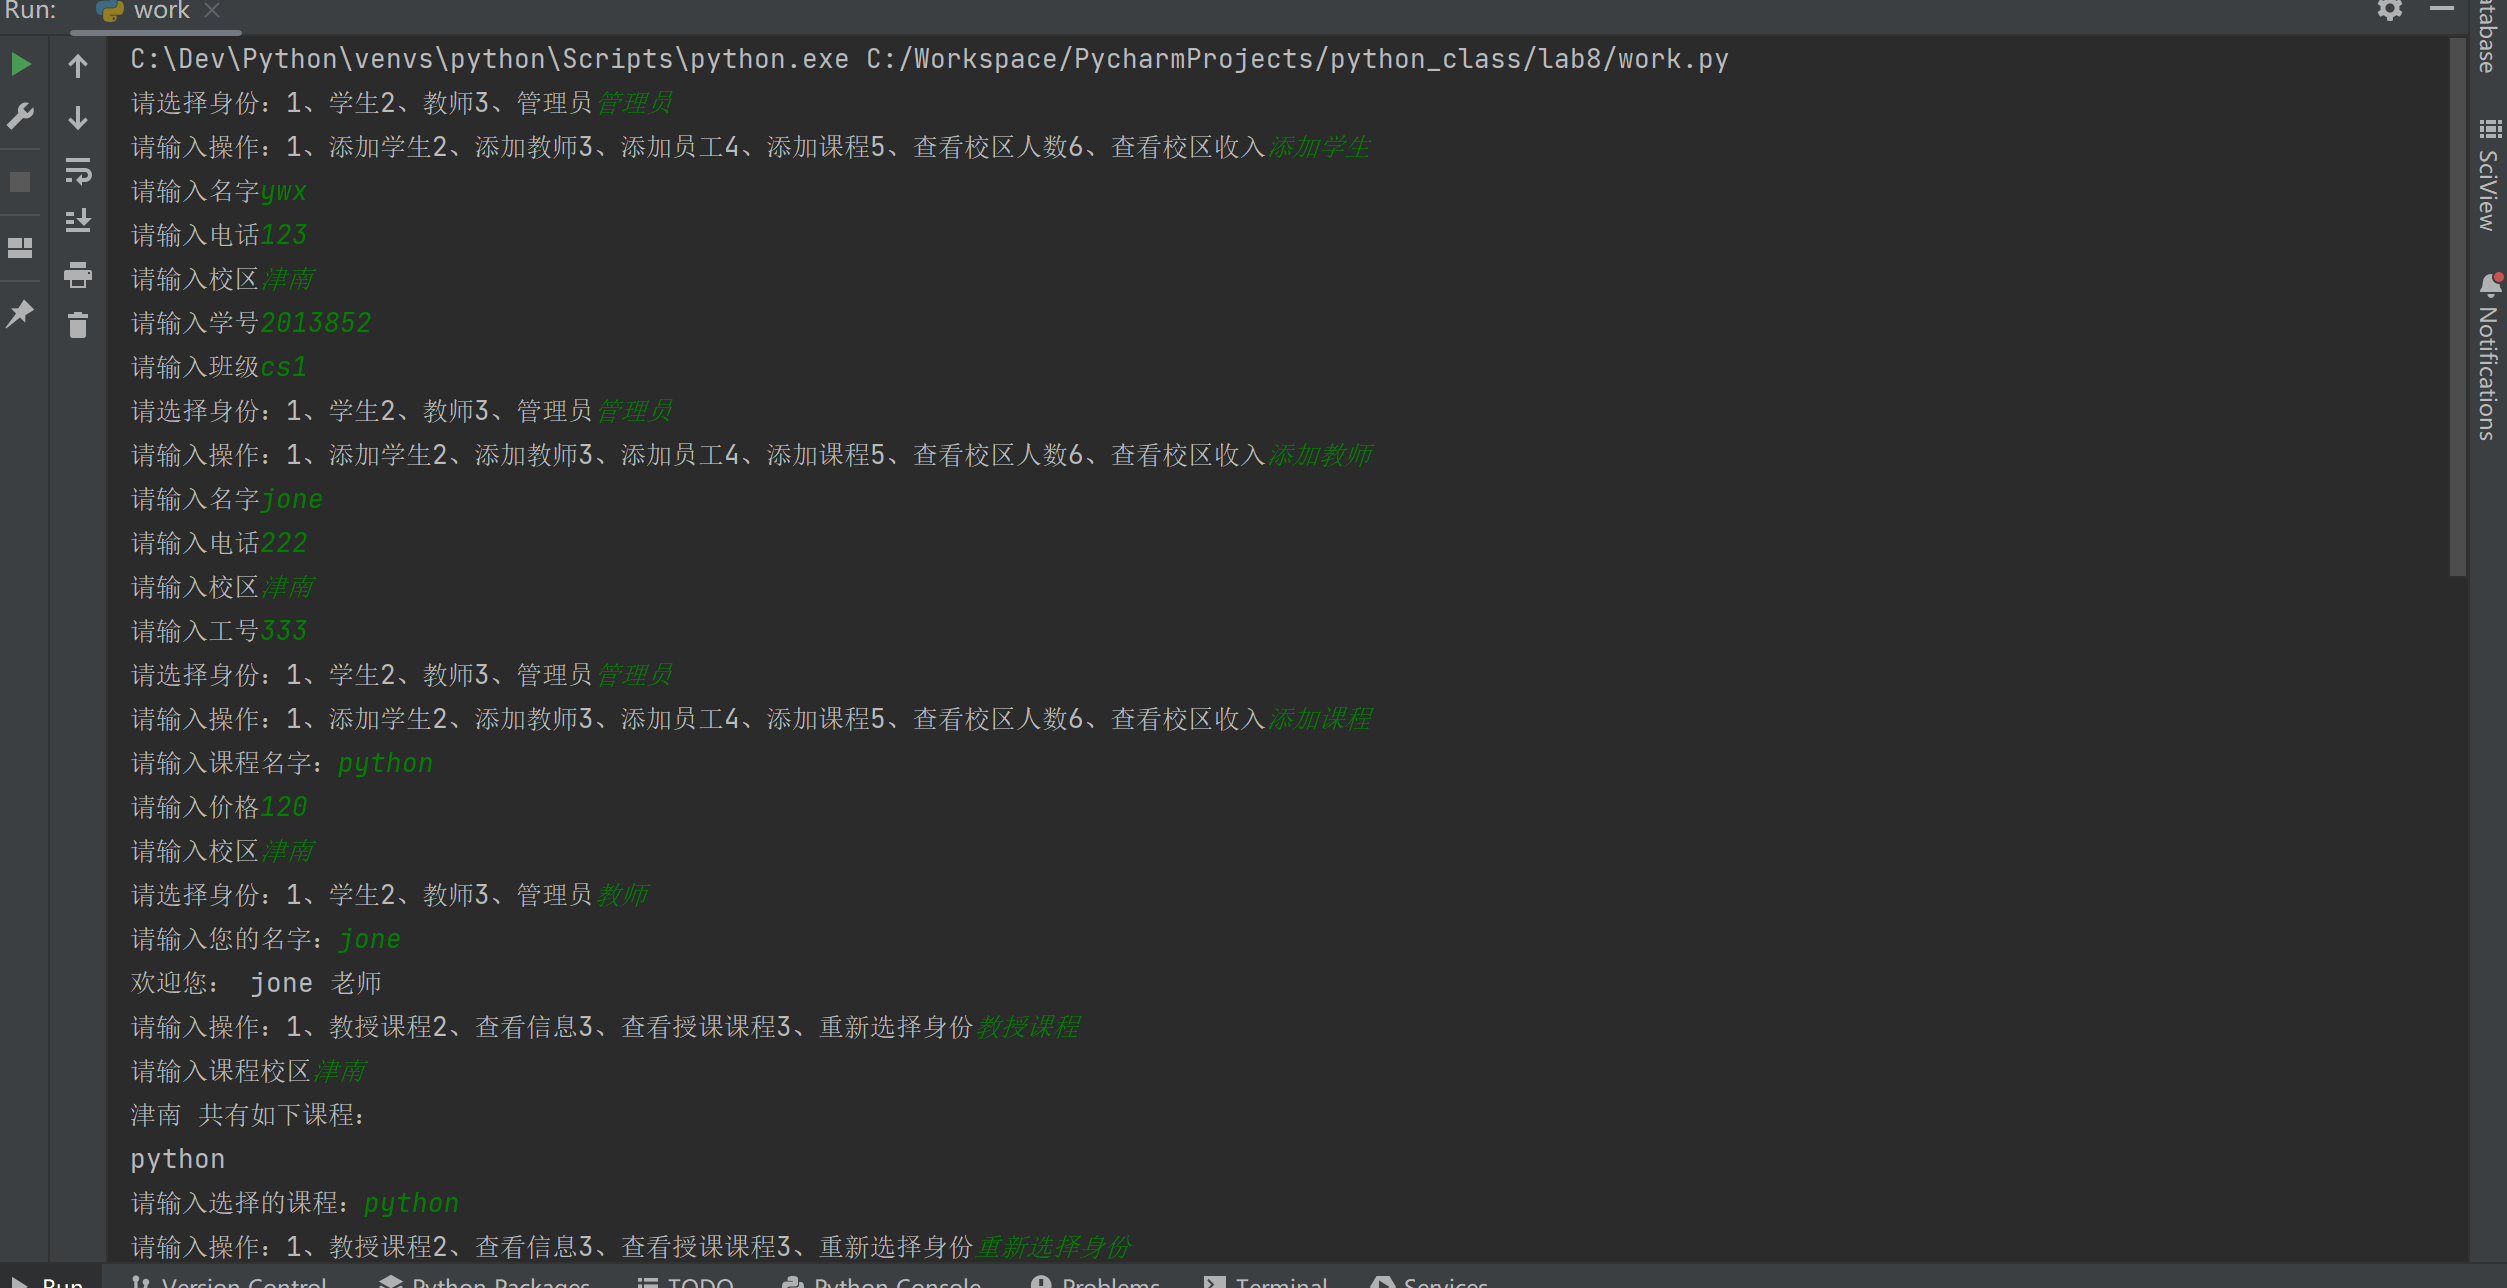 Run: work
C:\Dev\Python\venvs\python\Scripts\python.exe C:/Workspace/PycharmProjects/python_class/lab8/work.py
请选择身份：1、学生2、教师3、管理员管理员
请输入操作：1、添加学生2、添加教师3、添加员工4、添加课程5、查看校区人数6、查看校区收入添加学生
请输入名字ywx
请输入电话123
请输入校区津南
请输入学号2013852
请输入班级cs1
请选择身份：1、学生2、教师3、管理员管理员
请输入操作：1、添加学生2、添加教师3、添加员工4、添加课程5、查看校区人数6、查看校区收入添加教师
请输入名字jone
请输入电话222
请输入校区津南
请输入工号333
请选择身份：1、学生2、教师3、管理员管理员
请输入操作：1、添加学生2、添加教师3、添加员工4、添加课程5、查看校区人数6、查看校区收入添加课程
请输入课程名字：python
请输入价格120
请输入校区津南
请选择身份：1、学生2、教师3、管理员教师
请输入您的名字：jone
欢迎您： jone 老师
请输入操作：1、教授课程2、查看信息3、查看授课课程3、重新选择身份教授课程
请输入课程校区津南
津南 共有如下课程：
python
请输入选择的课程：python
请输入操作：1、教授课程2、查看信息3、查看授课课程3、重新选择身份重新选择身份
Run Version Control Python Packages TODO Python Console Problems Terminal Services
atabase
SciView
Notifications